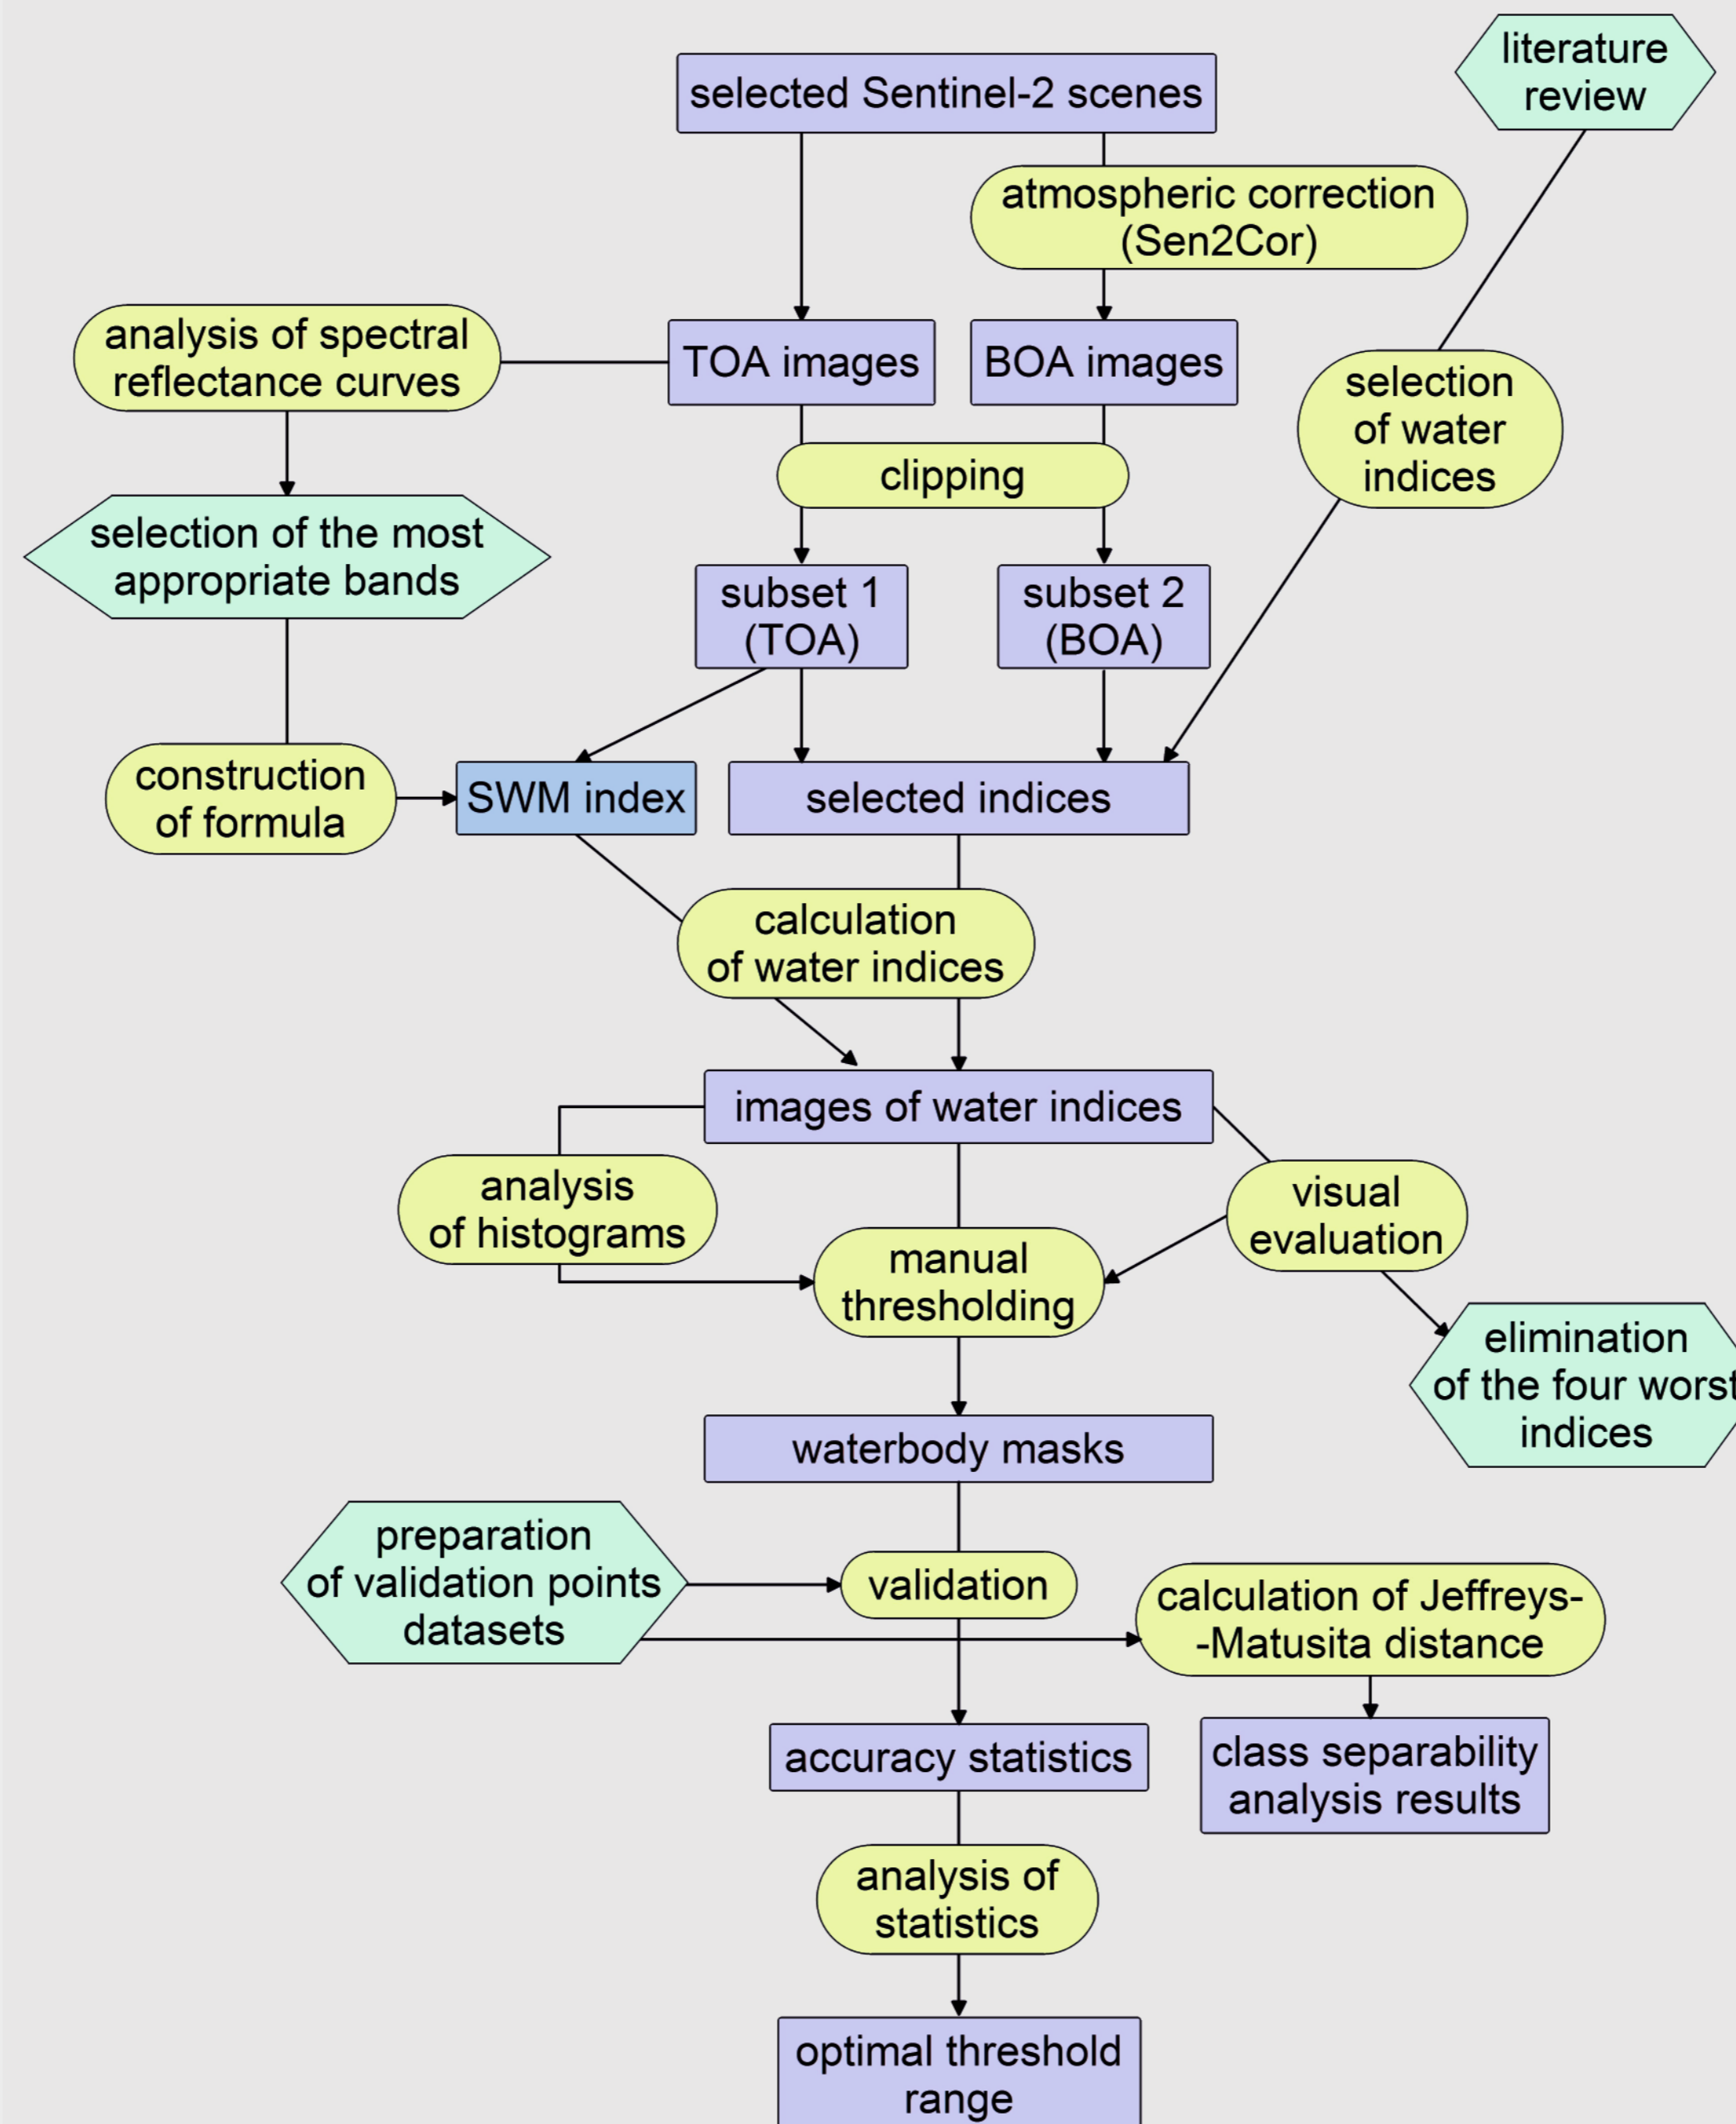 literature
review
selected Sentinel-2 scenes
atmospheric correction
(Sen2Cor)
analysis of spectral
reflectance curves
TOA images
BOA images
selection
of water
indices
clipping
selection of the most
appropriate bands
subset 1
(TOA)
subset 2
(BOA)
construction
of formula
SWM index
selected indices
calculation
of water indices
images of water indices
analysis
of histograms
visual
evaluation
manual
thresholding
elimination
of the four worst
indices
waterbody masks
preparation
of validation points
datasets
validation
calculation of Jeffreys-
-Matusita distance
accuracy statistics
class separability
analysis results
analysis of
statistics
optimal threshold
range